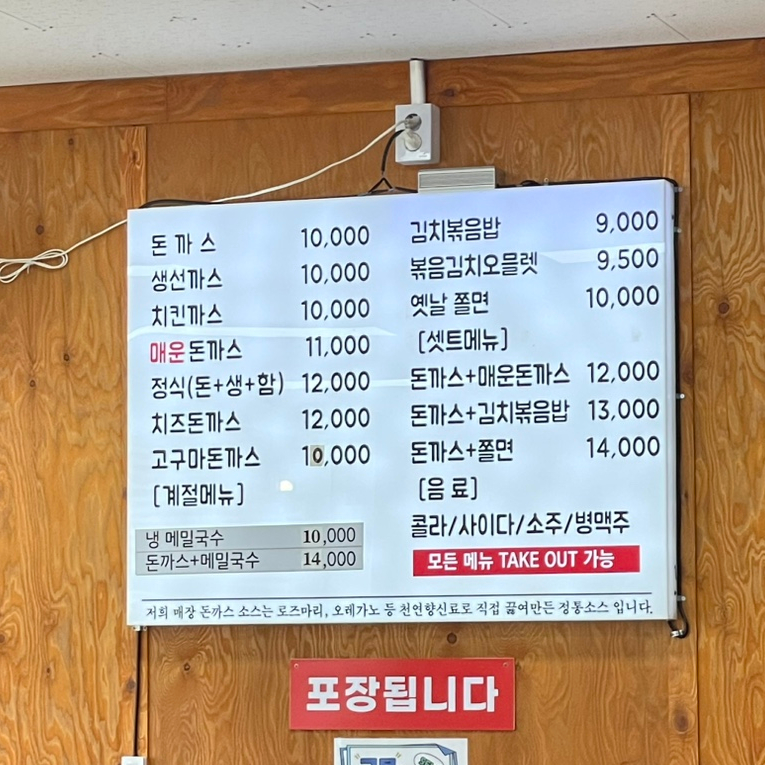 돈까스 10,000
생선까스 10,000
치킨까스 10,000
매운돈까스 11,000
정식(돈+생+함) 12,000
치즈돈까스 12,000
고구마돈까스 10,000
[계절메뉴]
냉 메밀국수 10,000
돈까스+메밀국수 14,000
김치볶음밥 9,000
볶음김치오믈렛 9,500
옛날 쫄면 10,000
[셋트메뉴]
돈까스+매운돈까스 12,000
돈까스+김치볶음밥 13,000
돈까스+쫄면 14,000
[음 료]
콜라/사이다/소주/병맥주
모든 메뉴 TAKE OUT 가능
저희 매장 돈까스 소스는 로즈마리, 오레가노 등 천연향신료로 직접 끓여만든 정통소스 입니다.
포장됩니다